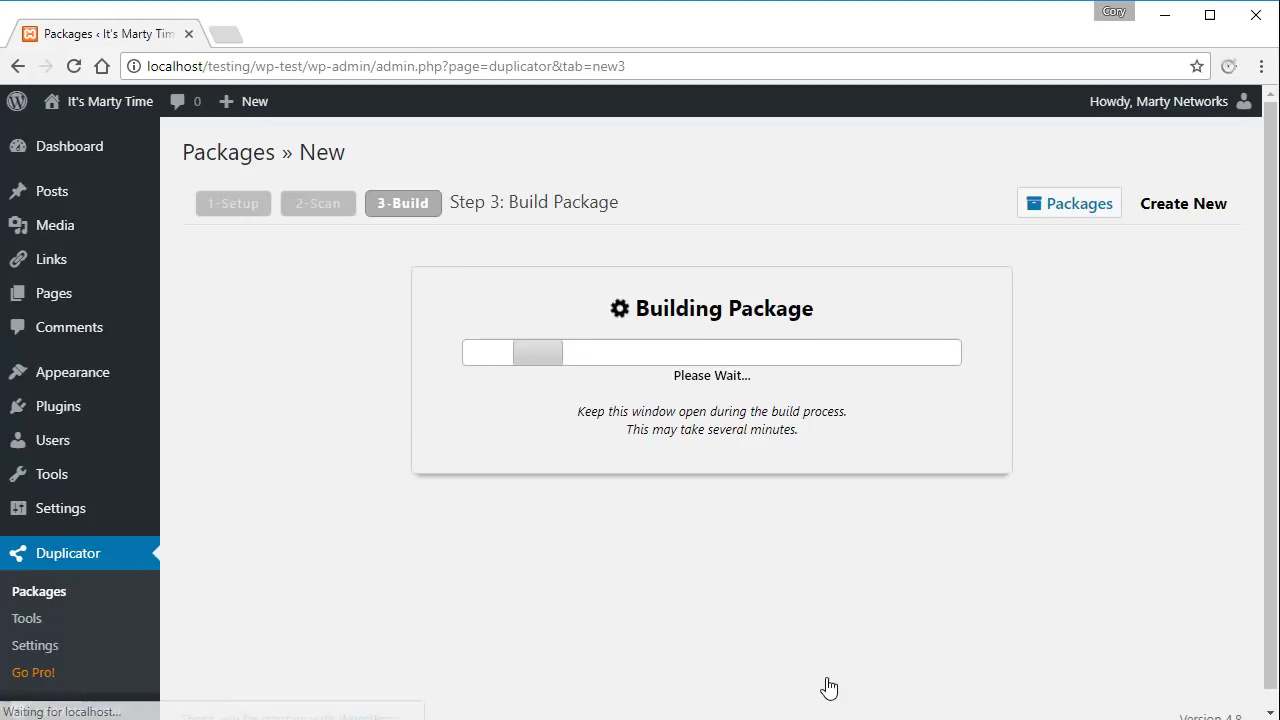 Cory
Packages ‹ It's Marty Tim
localhost/testing/wp-test/wp-admin/admin.php?page=duplicator&tab=new3
It's Marty Time 0 New Howdy, Marty Networks
Dashboard
Posts
Media
Links
Pages
Comments
Appearance
Plugins
Users
Tools
Settings
Duplicator
Packages
Tools
Settings
Go Pro!
Packages » New
1-Setup 2-Scan 3-Build Step 3: Build Package Packages Create New
Building Package
Please Wait...
Keep this window open during the build process.
This may take several minutes.
Waiting for localhost...
Version 4.8